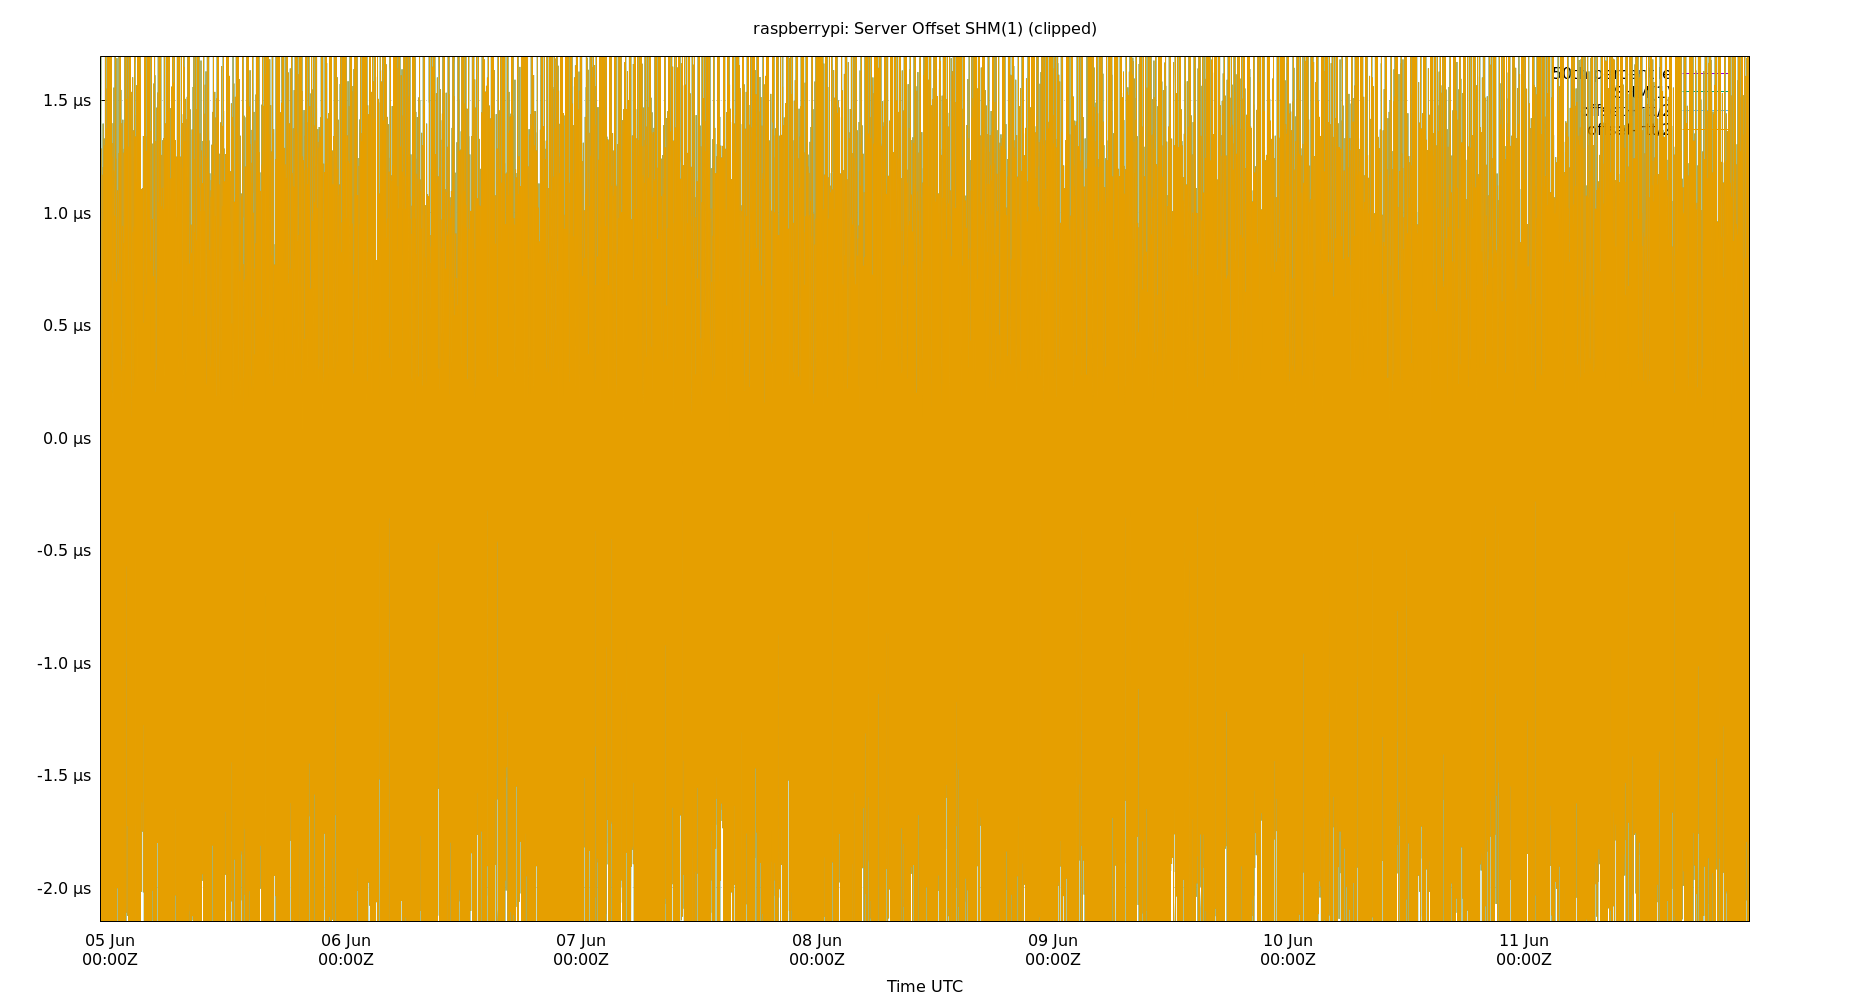 raspberrypi: Server Offset SHM(1) (clipped)
1.5 µs
1.0 µs
0.5 µs
0.0 µs
-0.5 µs
-1.0 µs
-1.5 µs
-2.0 µs
05 Jun
00:00Z
06 Jun
00:00Z
07 Jun
00:00Z
08 Jun
00:00Z
09 Jun
00:00Z
10 Jun
00:00Z
11 Jun
00:00Z
Time UTC